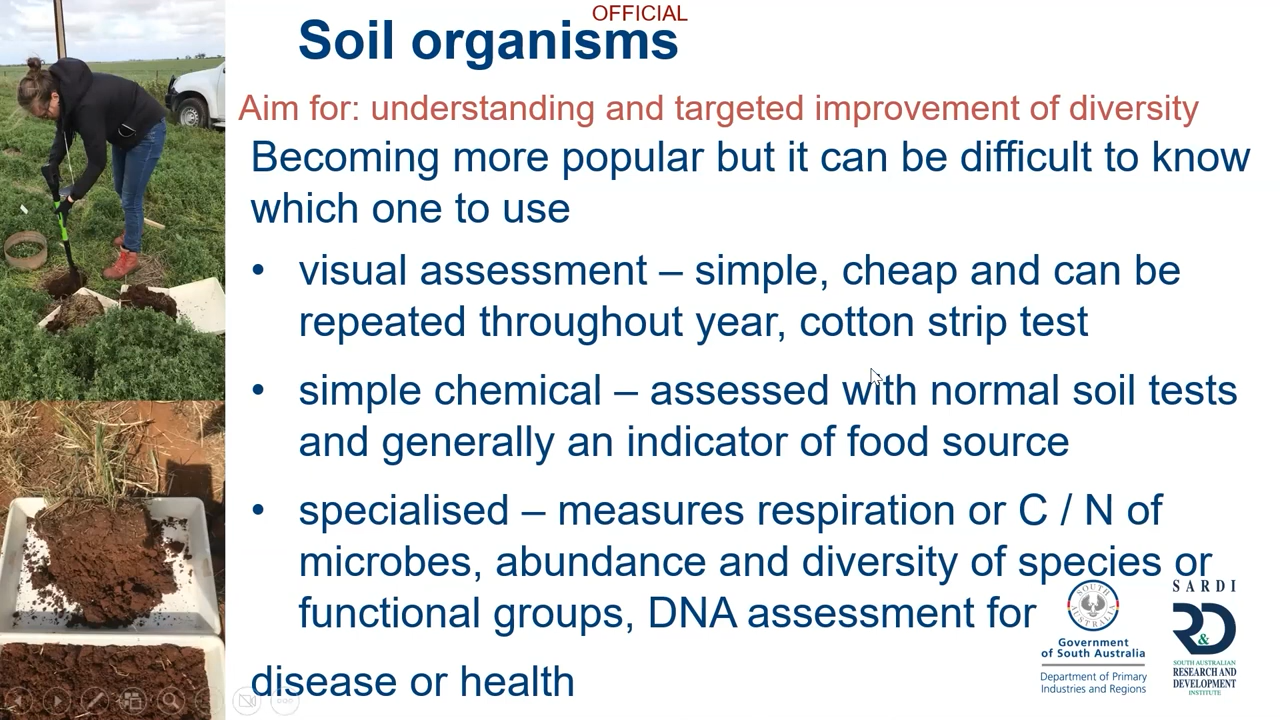 OFFICIAL
Soil organisms
Aim for: understanding and targeted improvement of diversity
Becoming more popular but it can be difficult to know
which one to use
• visual assessment – simple, cheap and can be
repeated throughout year, cotton strip test
• simple chemical – assessed with normal soil tests
and generally an indicator of food source
• specialised – measures respiration or C / N of
microbes, abundance and diversity of species or
functional groups, DNA assessment for
disease or health
SOUTH AUSTRALIA
Government
of South Australia
Department of Primary
Industries and Regions
SARDI
RD&
SOUTH AUSTRALIAN
RESEARCH AND
DEVELOPMENT
INSTITUTE